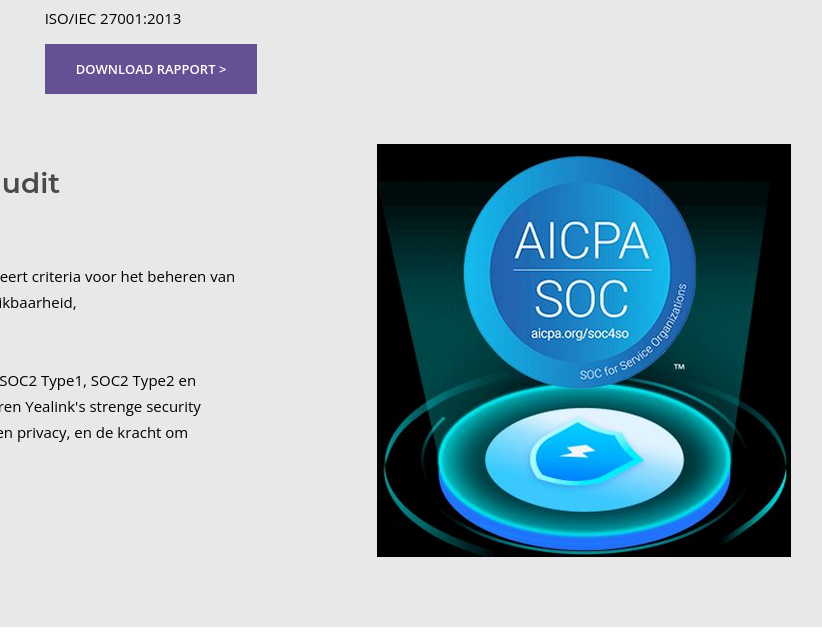 ISO/IEC 27001:2013
DOWNLOAD RAPPORT >
udit
eert criteria voor het beheren van
ikbaarheid,
SOC2 Type1, SOC2 Type2 en
ren Yealink's strenge security
en privacy, en de kracht om
AICPA
SOC
aicpa.org/soc4so
SOC for Service Organizations
™